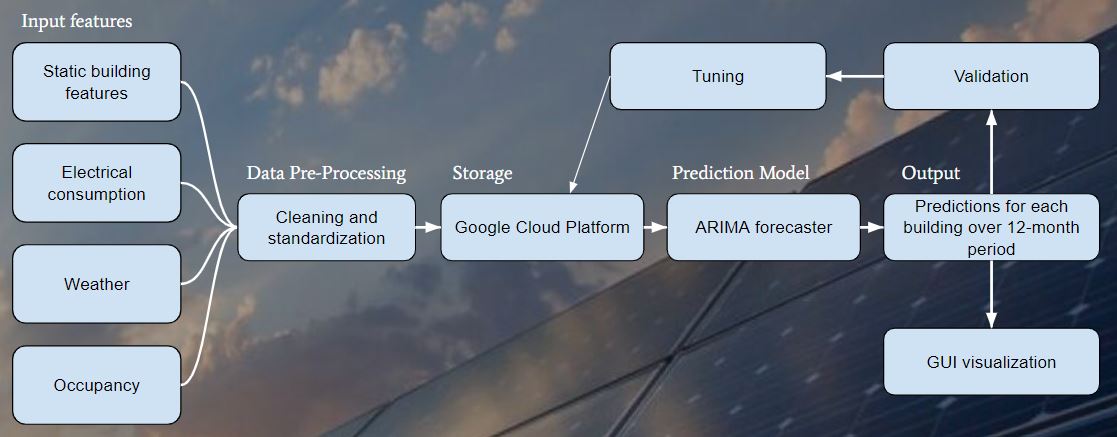 Input features
Static building
features
Electrical
consumption
Weather
Occupancy
Data Pre-Processing
Cleaning and
standardization
Storage
Google Cloud Platform
Prediction Model
ARIMA forecaster
Output
Predictions for each
building over 12-month
period
Validation
Tuning
GUI visualization